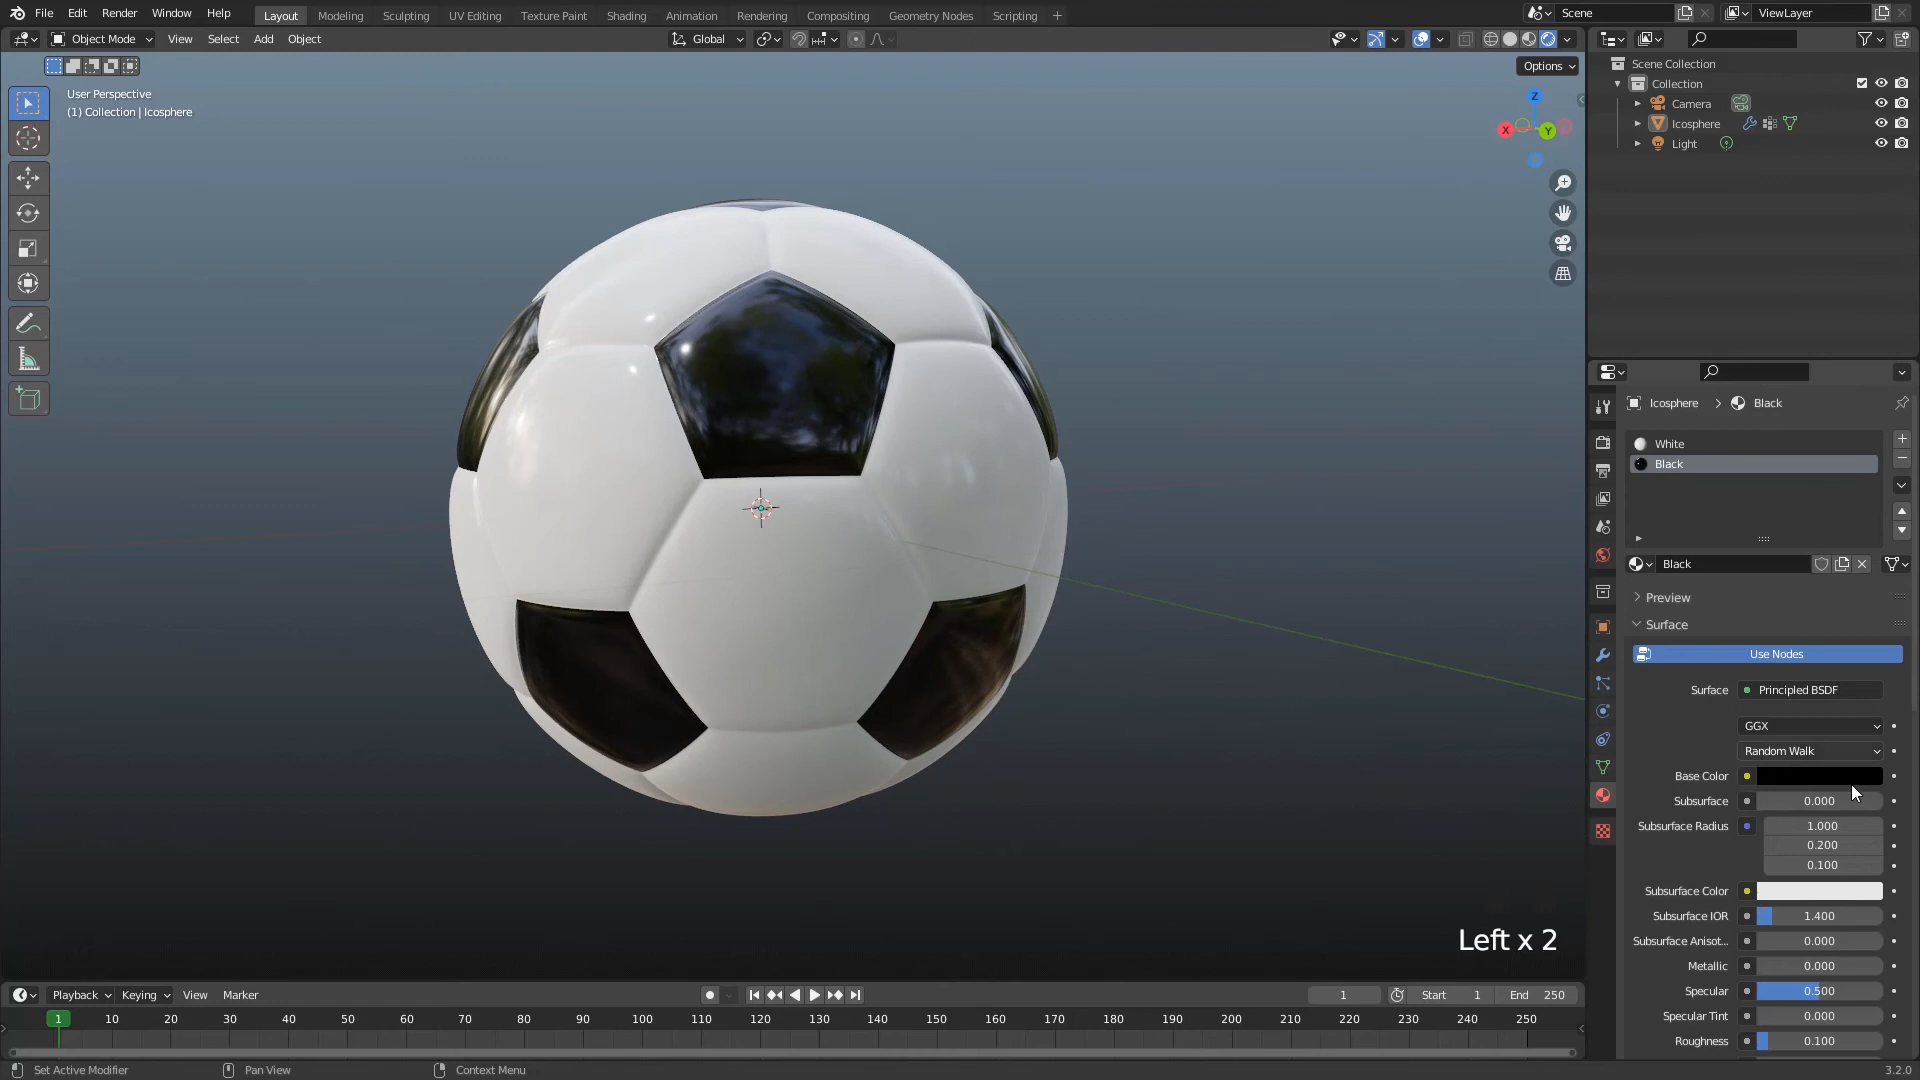 File Edit Render Window Help Layout Modeling Sculpting UV Editing Texture Paint Shading Animation Rendering Compositing Geometry Nodes Scripting + Scene ViewLayer
Object Mode View Select Add Object Global
Options
User Perspective
(1) Collection | Icosphere
Z
X Y
Scene Collection
Collection
Camera
Icosphere
Light
Icosphere > Black
White
Black
Black
Preview
Surface
Use Nodes
Surface Principled BSDF
GGX
Random Walk
Base Color
Subsurface 0.000
Subsurface Radius 1.000
0.200
0.100
Subsurface Color
Subsurface IOR 1.400
Subsurface Anisot... 0.000
Metallic 0.000
Specular 0.500
Specular Tint 0.000
Roughness 0.100
Left x 2
Playback Keying View Marker 1 Start 1 End 250
1 10 20 30 40 50 60 70 80 90 100 110 120 130 140 150 160 170 180 190 200 210 220 230 240 250
Set Active Modifier Pan View Context Menu 3.2.0